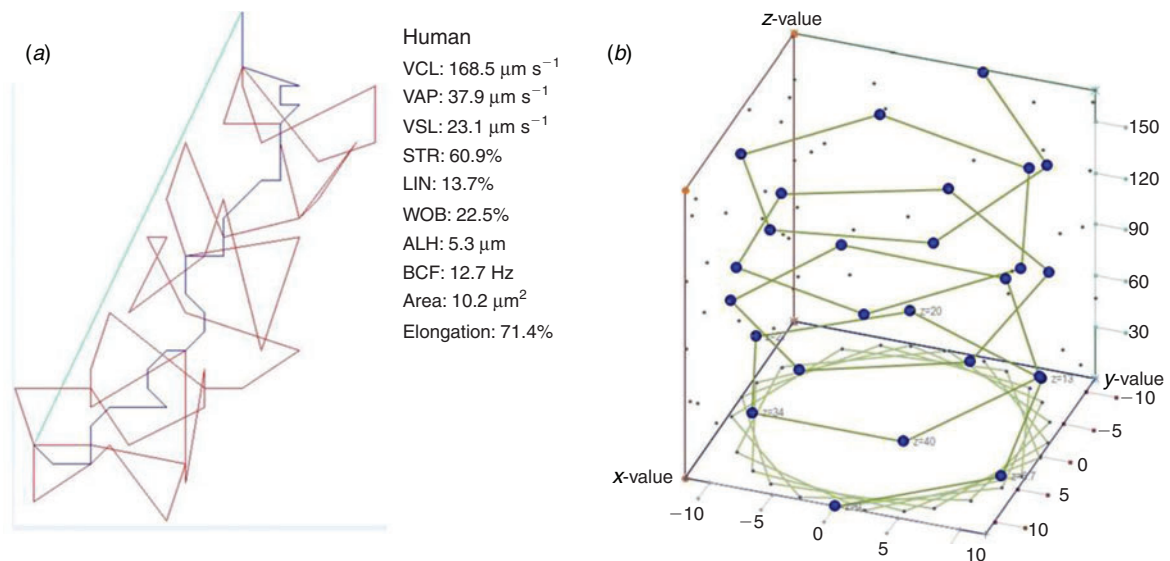 (a)
Human
VCL: 168.5 μm s⁻¹
VAP: 37.9 μm s⁻¹
VSL: 23.1 μm s⁻¹
STR: 60.9%
LIN: 13.7%
WOB: 22.5%
ALH: 5.3 μm
BCF: 12.7 Hz
Area: 10.2 μm²
Elongation: 71.4%
(b)
z-value
150
120
90
60
30
z=20
y-value
z=13
−10
z=34
−5
z=40
0
x-value
5
−10
10
−5
0
5
10